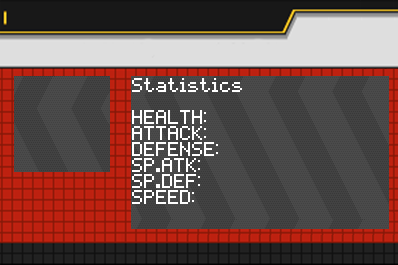 Statistics
HEALTH:
ATTACK:
DEFENSE:
SP.ATK:
SP.DEF:
SPEED: